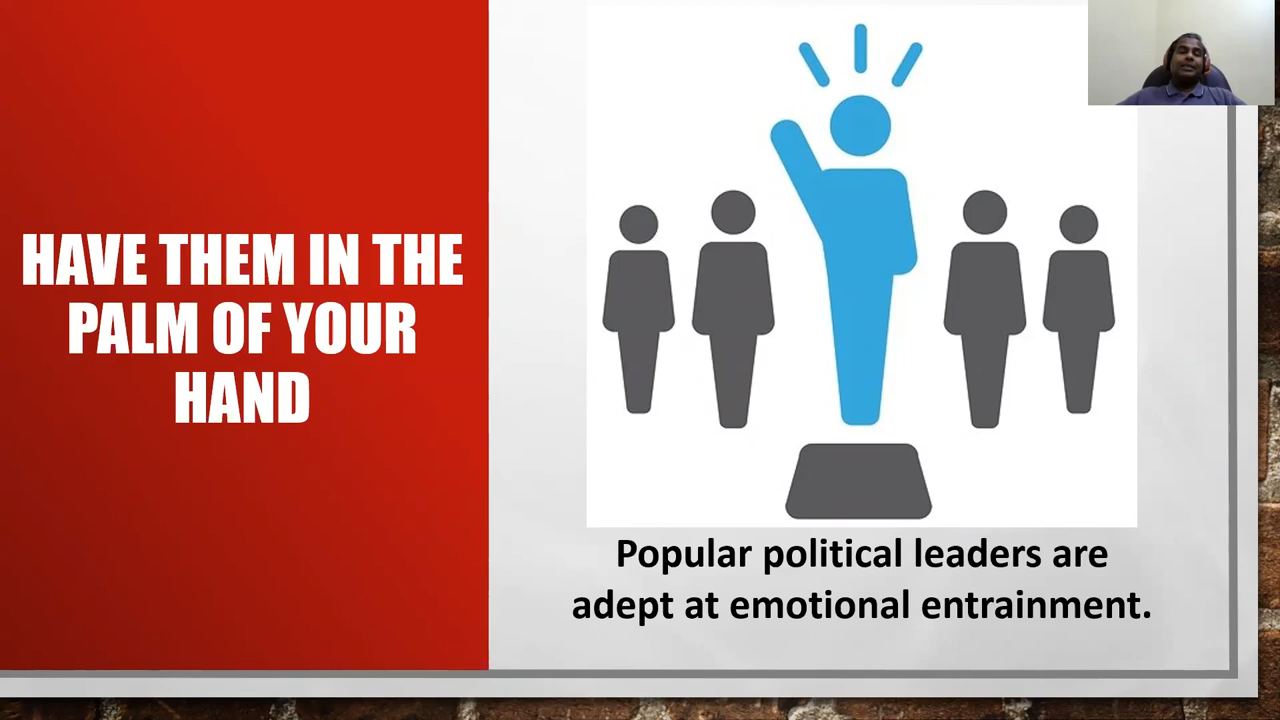 HAVE THEM IN THE
PALM OF YOUR
HAND
Popular political leaders are
adept at emotional entrainment.